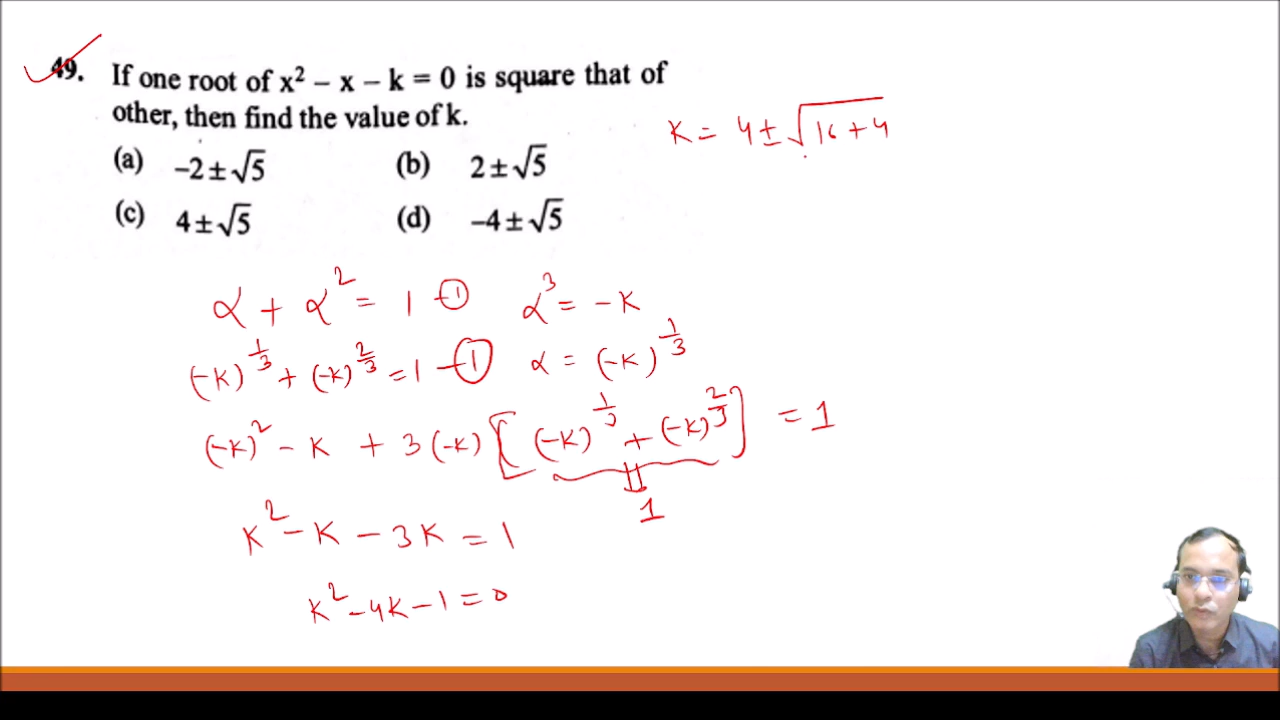 49. If one root of x² – x – k = 0 is square that of
other, then find the value of k.
(a) –2 ± √5 (b) 2 ± √5
(c) 4 ± √5 (d) –4 ± √5
K = 4 ± √16 + 4
α + α² = 1 –① α³ = –K
(–K)^1/3 + (–K)^2/3 = 1 –① α = (–K)^1/3
(–K)² – K + 3(–K)[(–K)^1/3 + (–K)^2/3] = 1
1
K² – K – 3K = 1
K² – 4K – 1 = 0